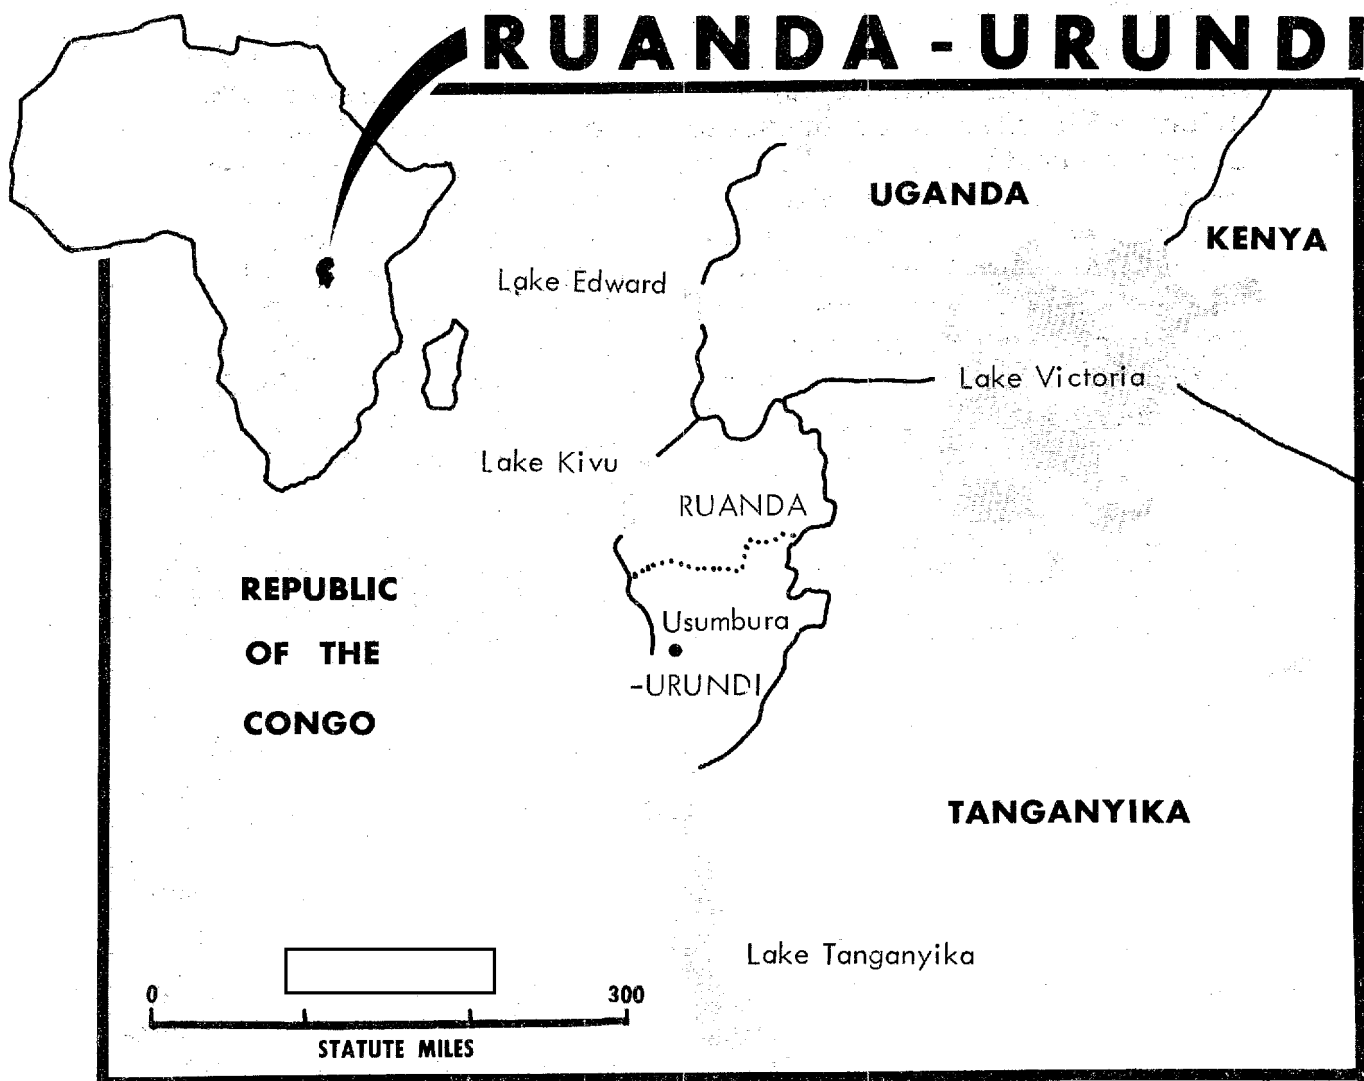 RUANDA - URUNDI
UGANDA
KENYA
Lake Edward
Lake Victoria
Lake Kivu
RUANDA
REPUBLIC
OF THE
CONGO
Usumbura
-URUNDI
TANGANYIKA
Lake Tanganyika
0 300
STATUTE MILES